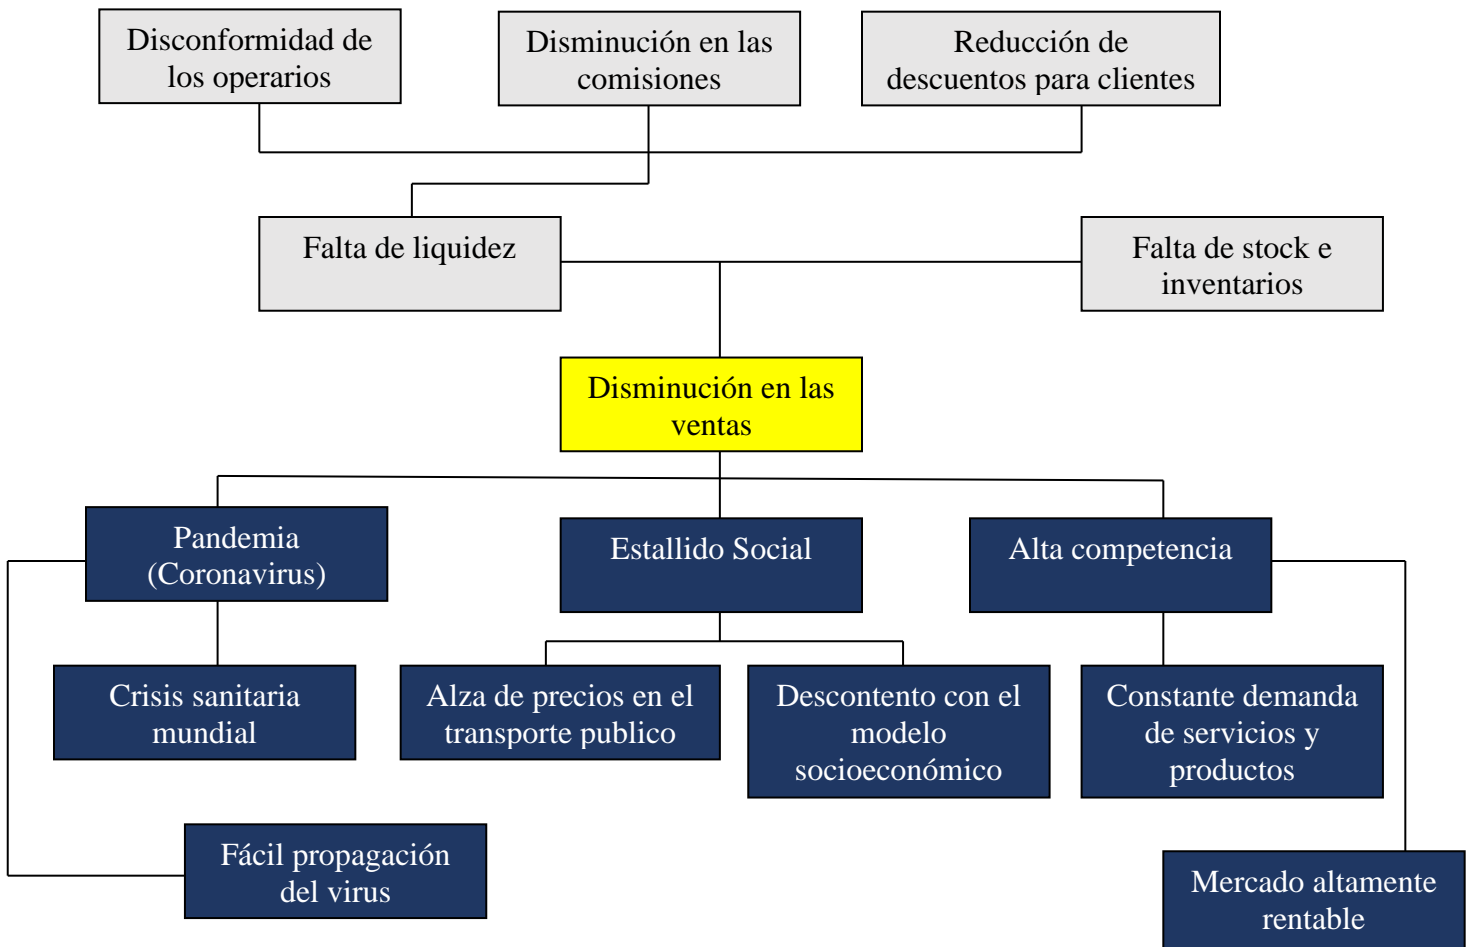 Disconformidad de
los operarios
Disminución en las
comisiones
Reducción de
descuentos para clientes
Falta de liquidez
Falta de stock e
inventarios
Disminución en las
ventas
Pandemia
(Coronavirus)
Estallido Social
Alta competencia
Crisis sanitaria
mundial
Alza de precios en el
transporte publico
Descontento con el
modelo
socioeconómico
Constante demanda
de servicios y
productos
Fácil propagación
del virus
Mercado altamente
rentable